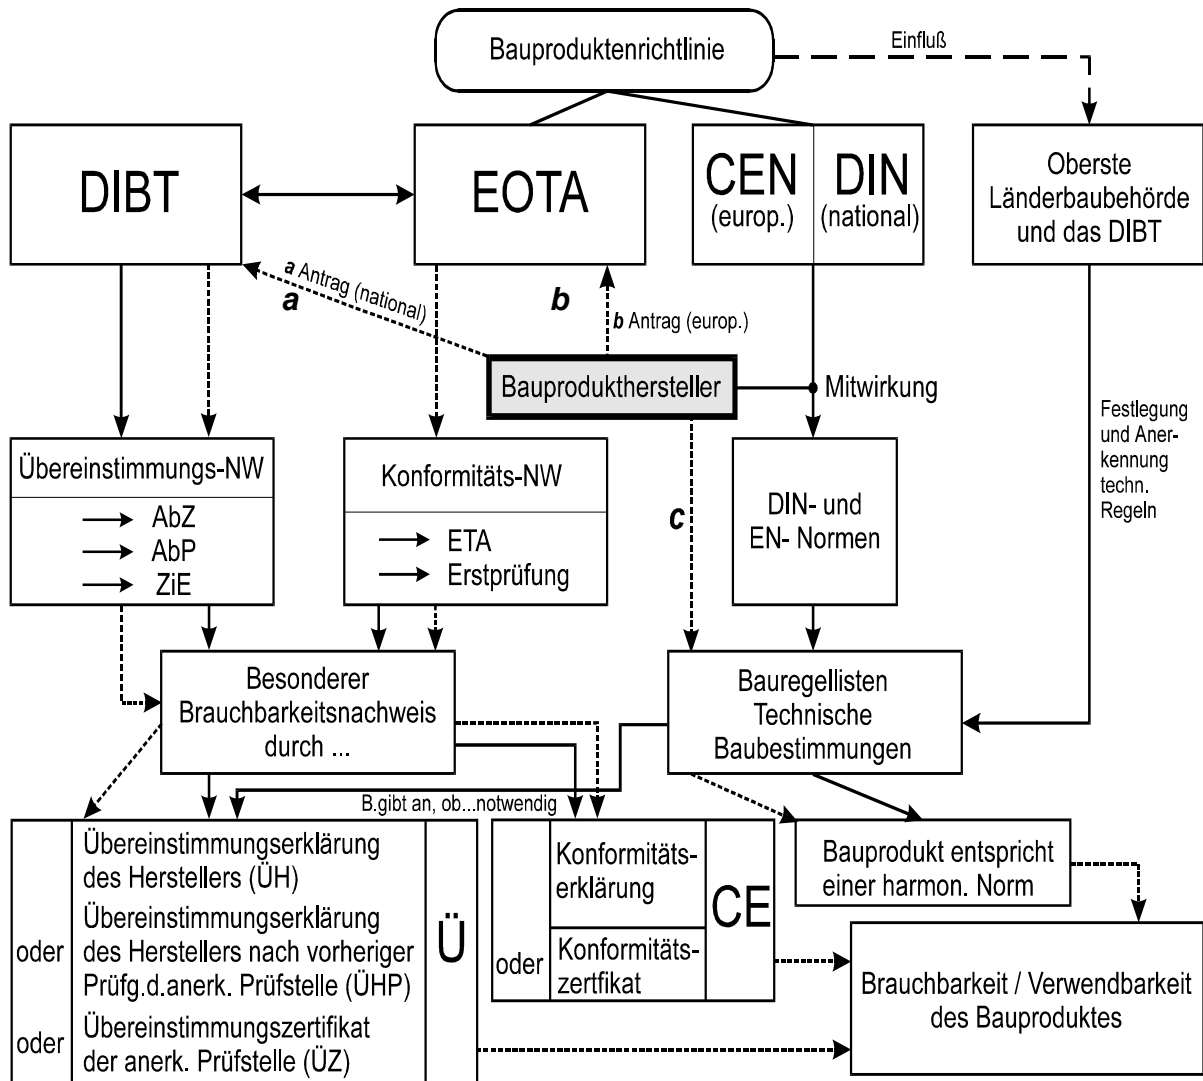 Bauproduktenrichtlinie
Einfluß
DIBT
EOTA
CEN
(europ.)
DIN
(national)
Oberste
Länderbaubehörde
und das DIBT
a Antrag (national)
a
b
b Antrag (europ.)
Bauprodukthersteller
Mitwirkung
Festlegung
und Aner-
kennung
techn.
Regeln
Übereinstimmungs-NW
AbZ
AbP
ZiE
Konformitäts-NW
ETA
Erstprüfung
c
DIN- und
EN- Normen
Besonderer
Brauchbarkeitsnachweis
durch ...
Bauregellisten
Technische
Baubestimmungen
B.gibt an, ob...notwendig
Übereinstimmungserklärung
des Herstellers (ÜH)
oder
Übereinstimmungserklärung
des Herstellers nach vorheriger
Prüfg.d.anerk. Prüfstelle (ÜHP)
oder
Übereinstimmungszertifikat
der anerk. Prüfstelle (ÜZ)
Ü
Konformitäts-
erklärung
oder
Konformitäts-
zertfikat
CE
Bauprodukt entspricht
einer harmon. Norm
Brauchbarkeit / Verwendbarkeit
des Bauproduktes